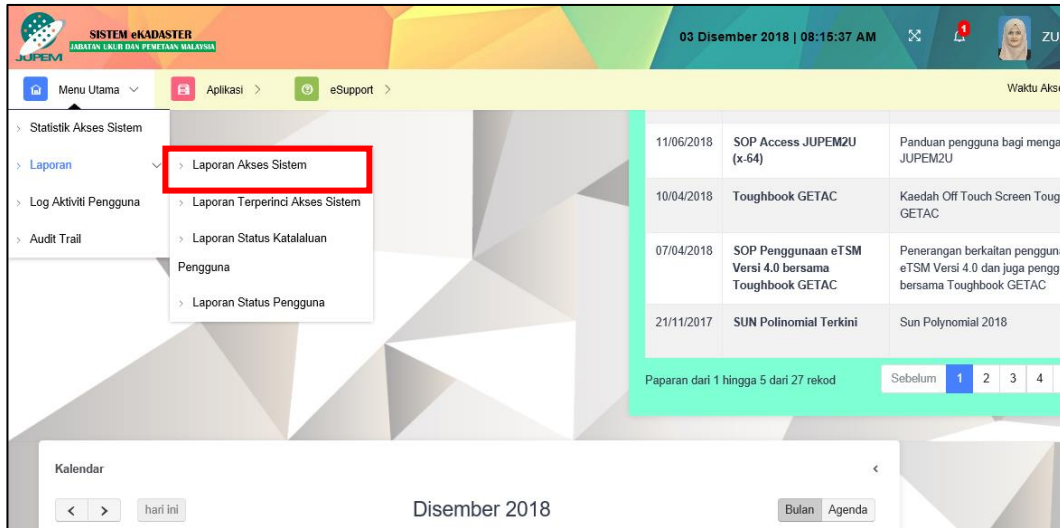 SISTEM eKADASTER
JABATAN UKUR DAN PEMETAAN MALAYSIA
JUPEM
03 Disember 2018 | 08:15:37 AM
1
ZU
Menu Utama
Aplikasi
eSupport
Waktu Akse
Statistik Akses Sistem
Laporan
Log Aktiviti Pengguna
Audit Trail
Laporan Akses Sistem
Laporan Terperinci Akses Sistem
Laporan Status Katalaluan
Pengguna
Laporan Status Pengguna
11/06/2018 SOP Access JUPEM2U Panduan pengguna bagi menga
(x-64) JUPEM2U
10/04/2018 Toughbook GETAC Kaedah Off Touch Screen Toug
GETAC
07/04/2018 SOP Penggunaan eTSM Penerangan berkaitan penggun
Versi 4.0 bersama eTSM Versi 4.0 dan juga pengg
Toughbook GETAC bersama Toughbook GETAC
21/11/2017 SUN Polinomial Terkini Sun Polynomial 2018
Paparan dari 1 hingga 5 dari 27 rekod Sebelum 1 2 3 4
Kalendar
hari ini Disember 2018 Bulan Agenda